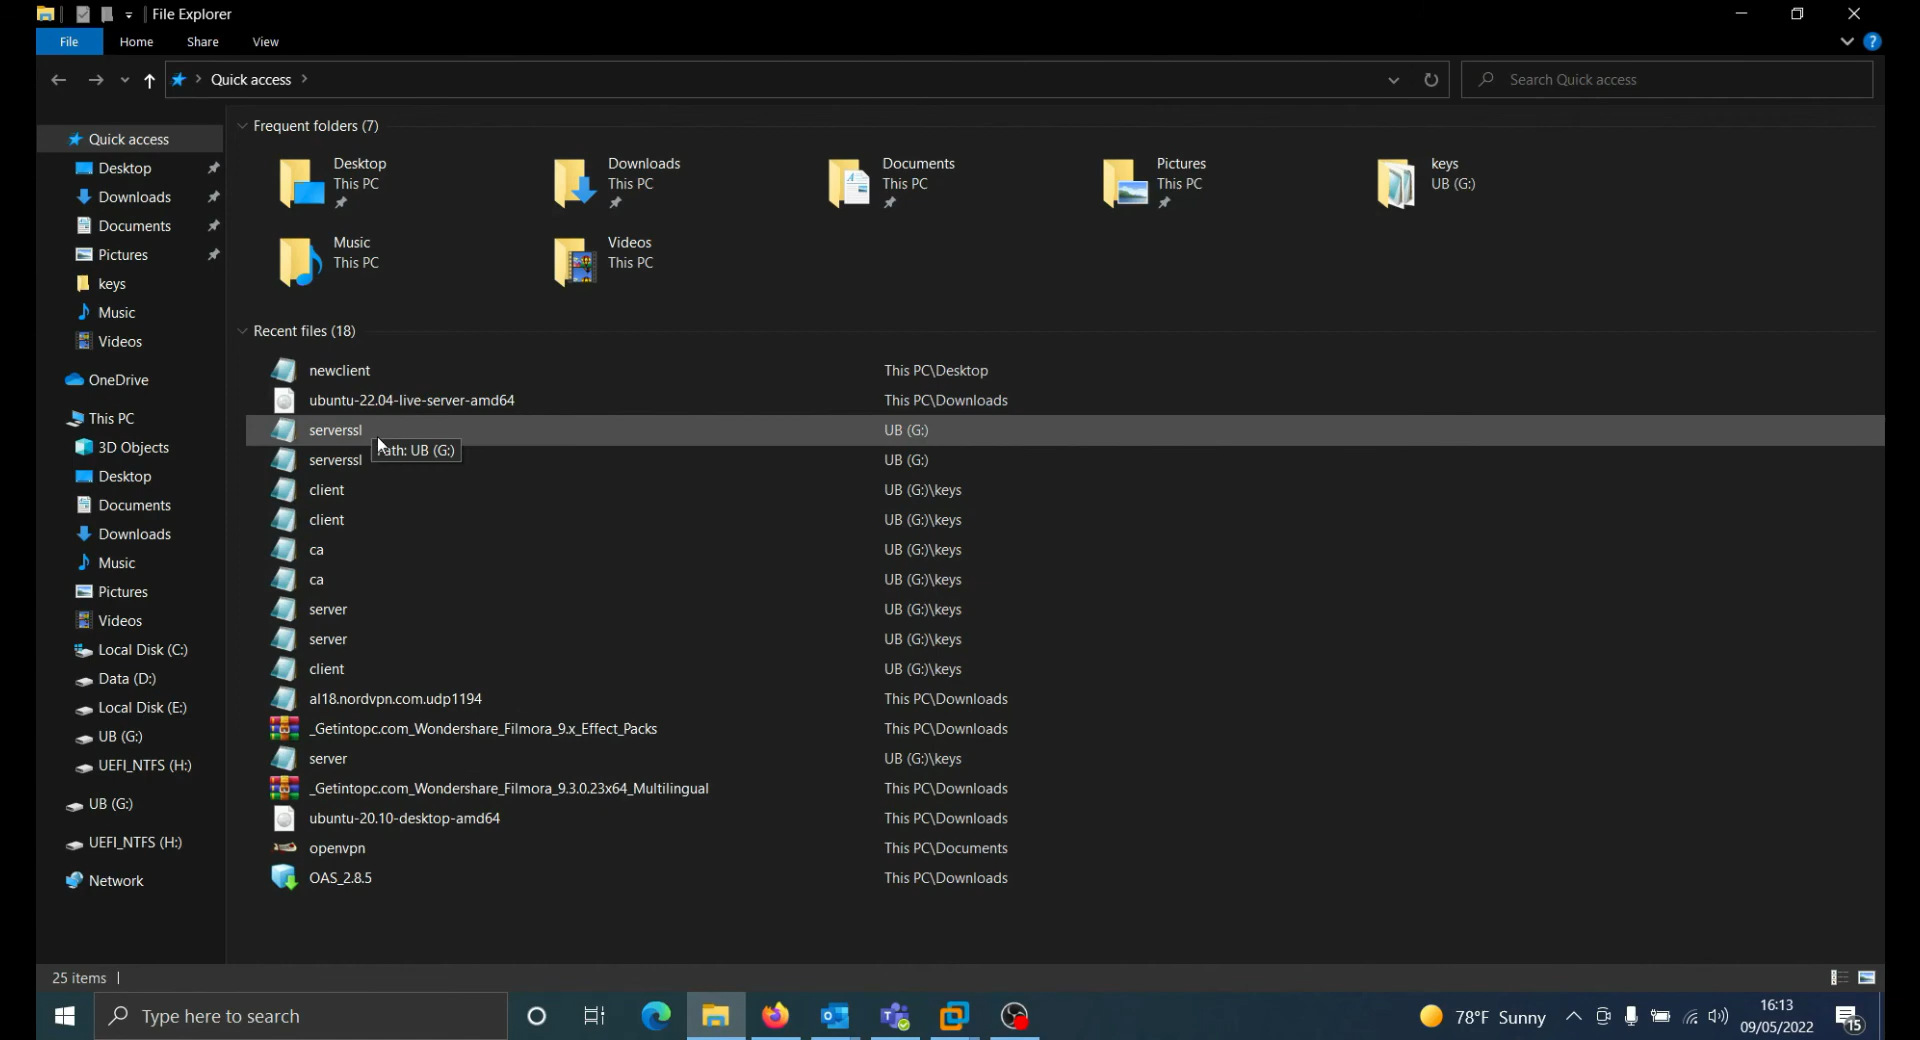 File Explorer
File Home Share View
Quick access
Search Quick access
Quick access
Desktop
Downloads
Documents
Pictures
keys
Music
Videos
OneDrive
This PC
3D Objects
Desktop
Documents
Downloads
Music
Pictures
Videos
Local Disk (C:)
Data (D:)
Local Disk (E:)
UB (G:)
UEFI_NTFS (H:)
UB (G:)
UEFI_NTFS (H:)
Network
Frequent folders (7)
Desktop
This PC
Downloads
This PC
Documents
This PC
Pictures
This PC
keys
UB (G:)
Music
This PC
Videos
This PC
Recent files (18)
newclient This PC\Desktop
ubuntu-22.04-live-server-amd64 This PC\Downloads
serverssl UB (G:)
Path: UB (G:)
serverssl UB (G:)
client UB (G:)\keys
client UB (G:)\keys
ca UB (G:)\keys
ca UB (G:)\keys
server UB (G:)\keys
server UB (G:)\keys
client UB (G:)\keys
al18.nordvpn.com.udp1194 This PC\Downloads
_Getintopc.com_Wondershare_Filmora_9.x_Effect_Packs This PC\Downloads
server UB (G:)\keys
_Getintopc.com_Wondershare_Filmora_9.3.0.23x64_Multilingual This PC\Downloads
ubuntu-20.10-desktop-amd64 This PC\Downloads
openvpn This PC\Documents
OAS_2.8.5 This PC\Downloads
25 items
Type here to search
78°F Sunny
16:13
09/05/2022
15